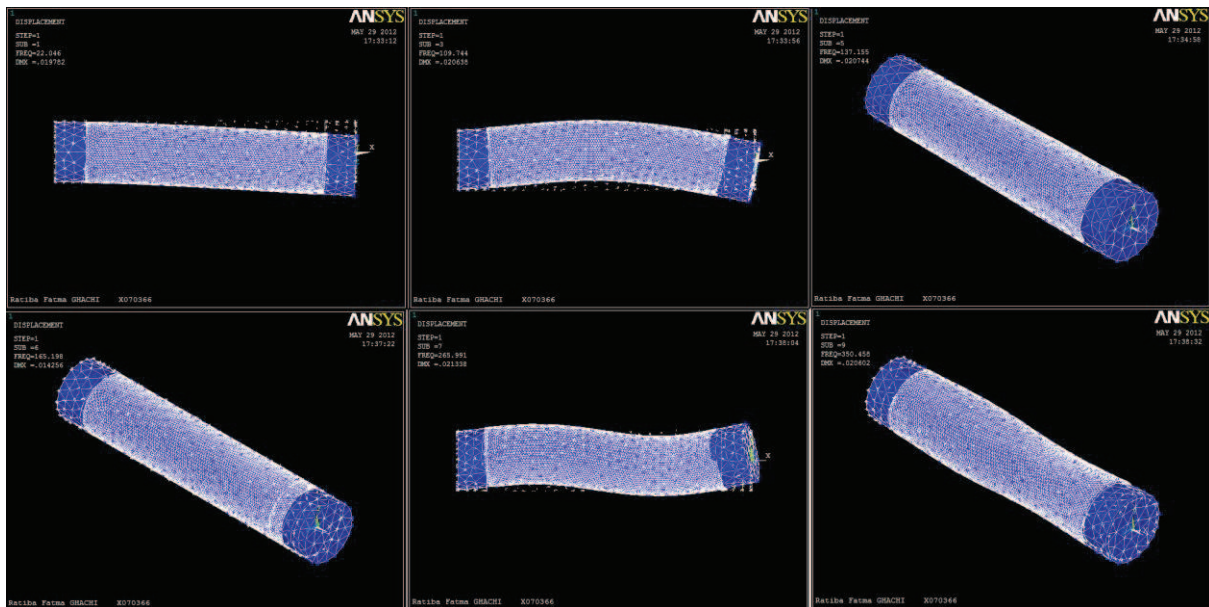 1
DISPLACEMENT
STEP=1
SUB =1
FREQ=22.046
DMX =.019782
ANSYS
MAY 29 2012
17:33:12
X
Ratiba Fatma GHACHI X070366
1
DISPLACEMENT
STEP=1
SUB =3
FREQ=109.744
DMX =.020638
ANSYS
MAY 29 2012
17:33:56
X
Ratiba Fatma GHACHI X070366
1
DISPLACEMENT
STEP=1
SUB =5
FREQ=137.155
DMX =.020744
ANSYS
MAY 29 2012
17:34:58
Ratiba Fatma GHACHI X070366
1
DISPLACEMENT
STEP=1
SUB =6
FREQ=165.198
DMX =.014256
ANSYS
MAY 29 2012
17:37:22
Ratiba Fatma GHACHI X070366
1
DISPLACEMENT
STEP=1
SUB =7
FREQ=265.991
DMX =.021338
ANSYS
MAY 29 2012
17:38:04
X
Ratiba Fatma GHACHI X070366
1
DISPLACEMENT
STEP=1
SUB =9
FREQ=350.458
DMX =.020602
ANSYS
MAY 29 2012
17:38:32
Ratiba Fatma GHACHI X070366